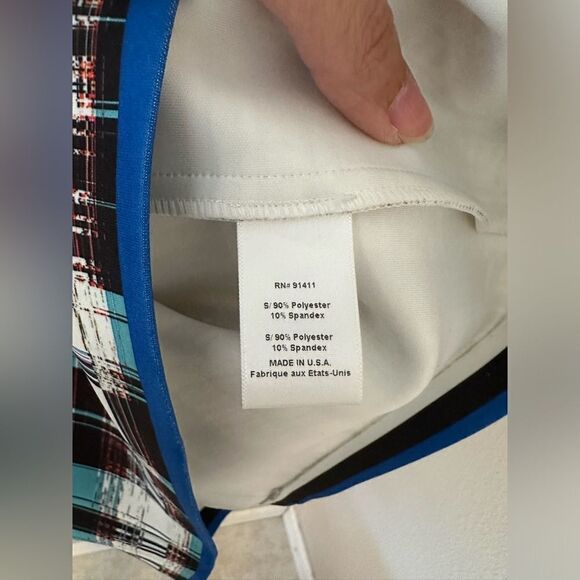 RN# 91411
S/ 90% Polyester
10% Spandex
S/ 90% Polyester
10% Spandex
MADE IN U.S.A.
Fabrique aux Etats-Unis